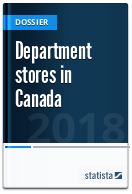 DOSSIER
Department
stores in
Canada
2018
statista